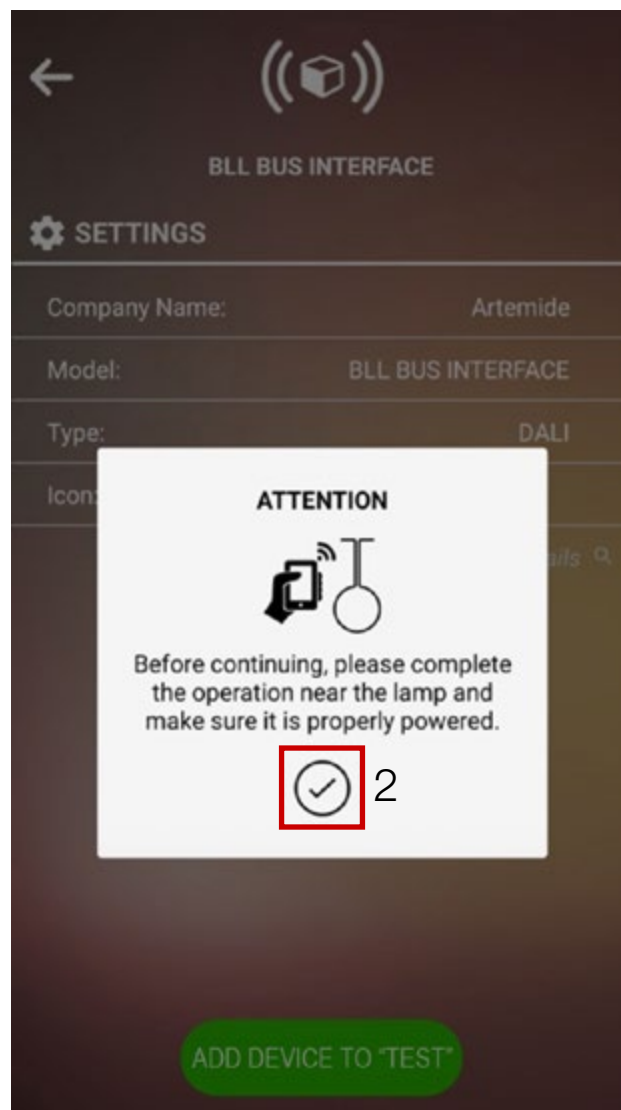 BLL BUS INTERFACE
SETTINGS
Company Name: Artemide
Model: BLL BUS INTERFACE
Type: DALI
Icon:
ATTENTION
Before continuing, please complete
the operation near the lamp and
make sure it is properly powered.
2
ADD DEVICE TO "TEST"